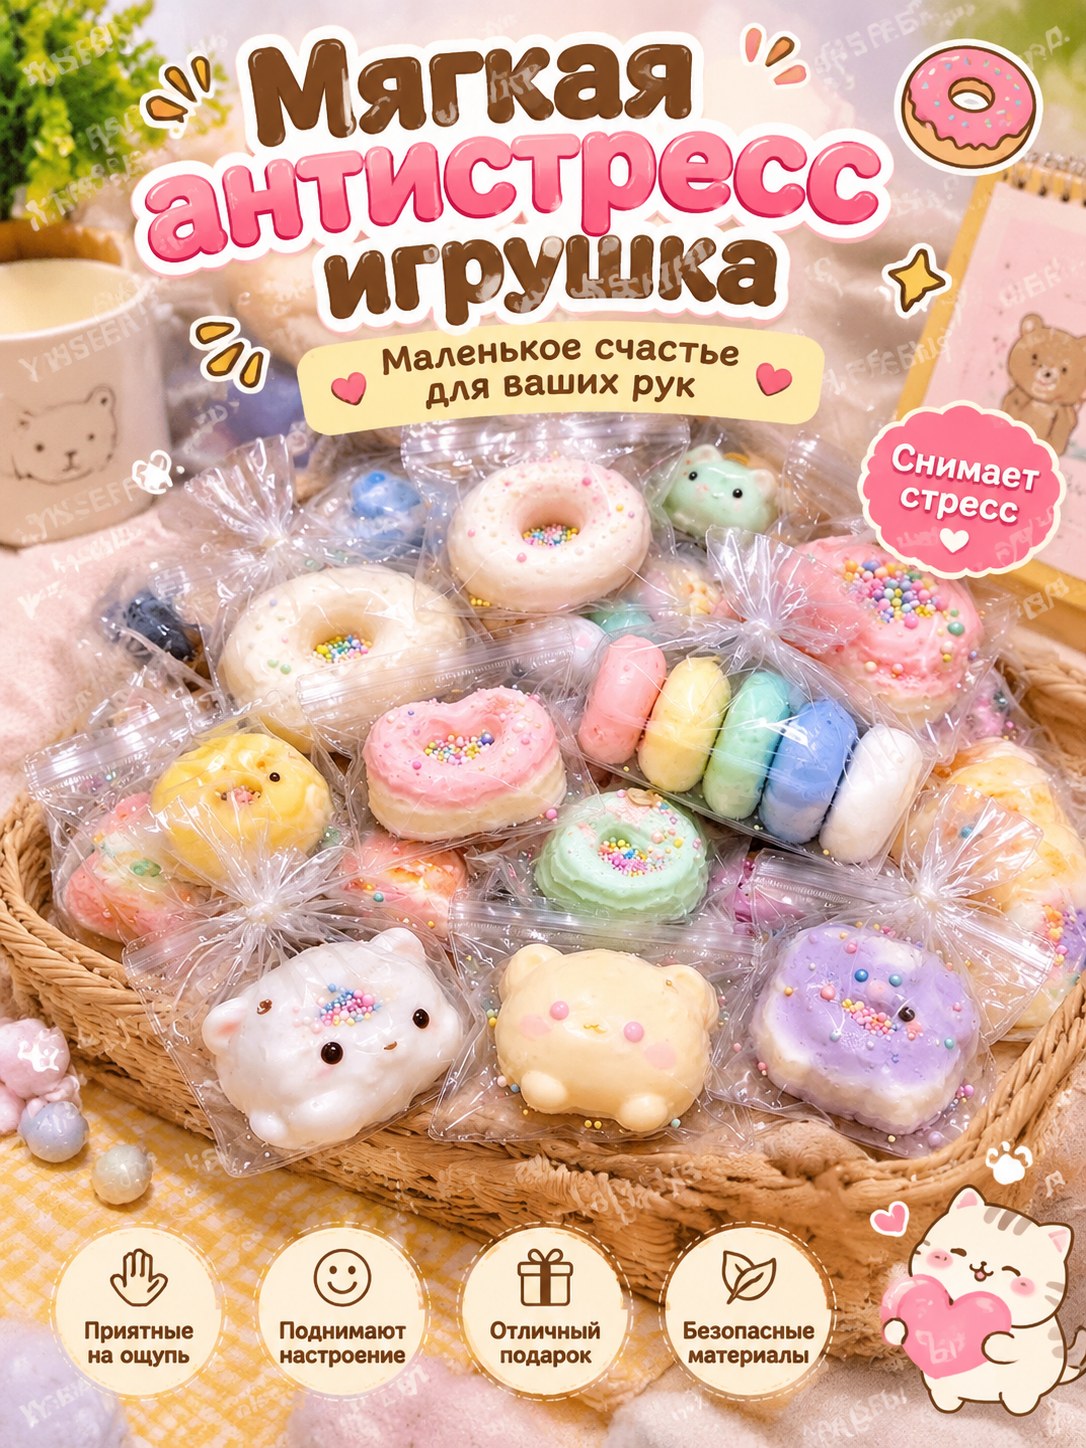 Мягкая
антистресс
игрушка
Маленькое счастье
для ваших рук
Снимает
стресс
Приятные
на ощупь
Поднимают
настроение
Отличный
подарок
Безопасные
материалы